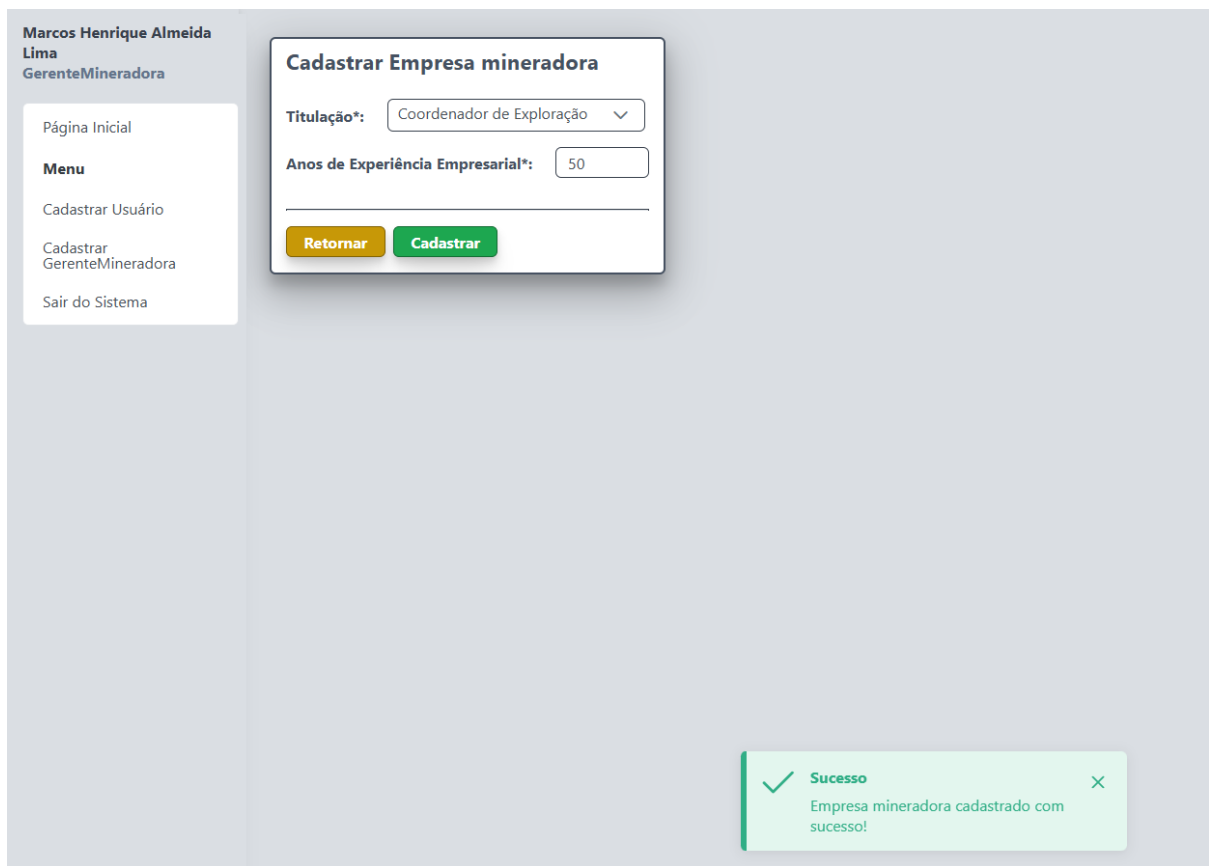 Marcos Henrique Almeida
Lima
GerenteMineradora
Página Inicial
Menu
Cadastrar Usuário
Cadastrar
GerenteMineradora
Sair do Sistema
Cadastrar Empresa mineradora
Titulação*: Coordenador de Exploração
Anos de Experiência Empresarial*: 50
Retornar Cadastrar
Sucesso
Empresa mineradora cadastrado com
sucesso!